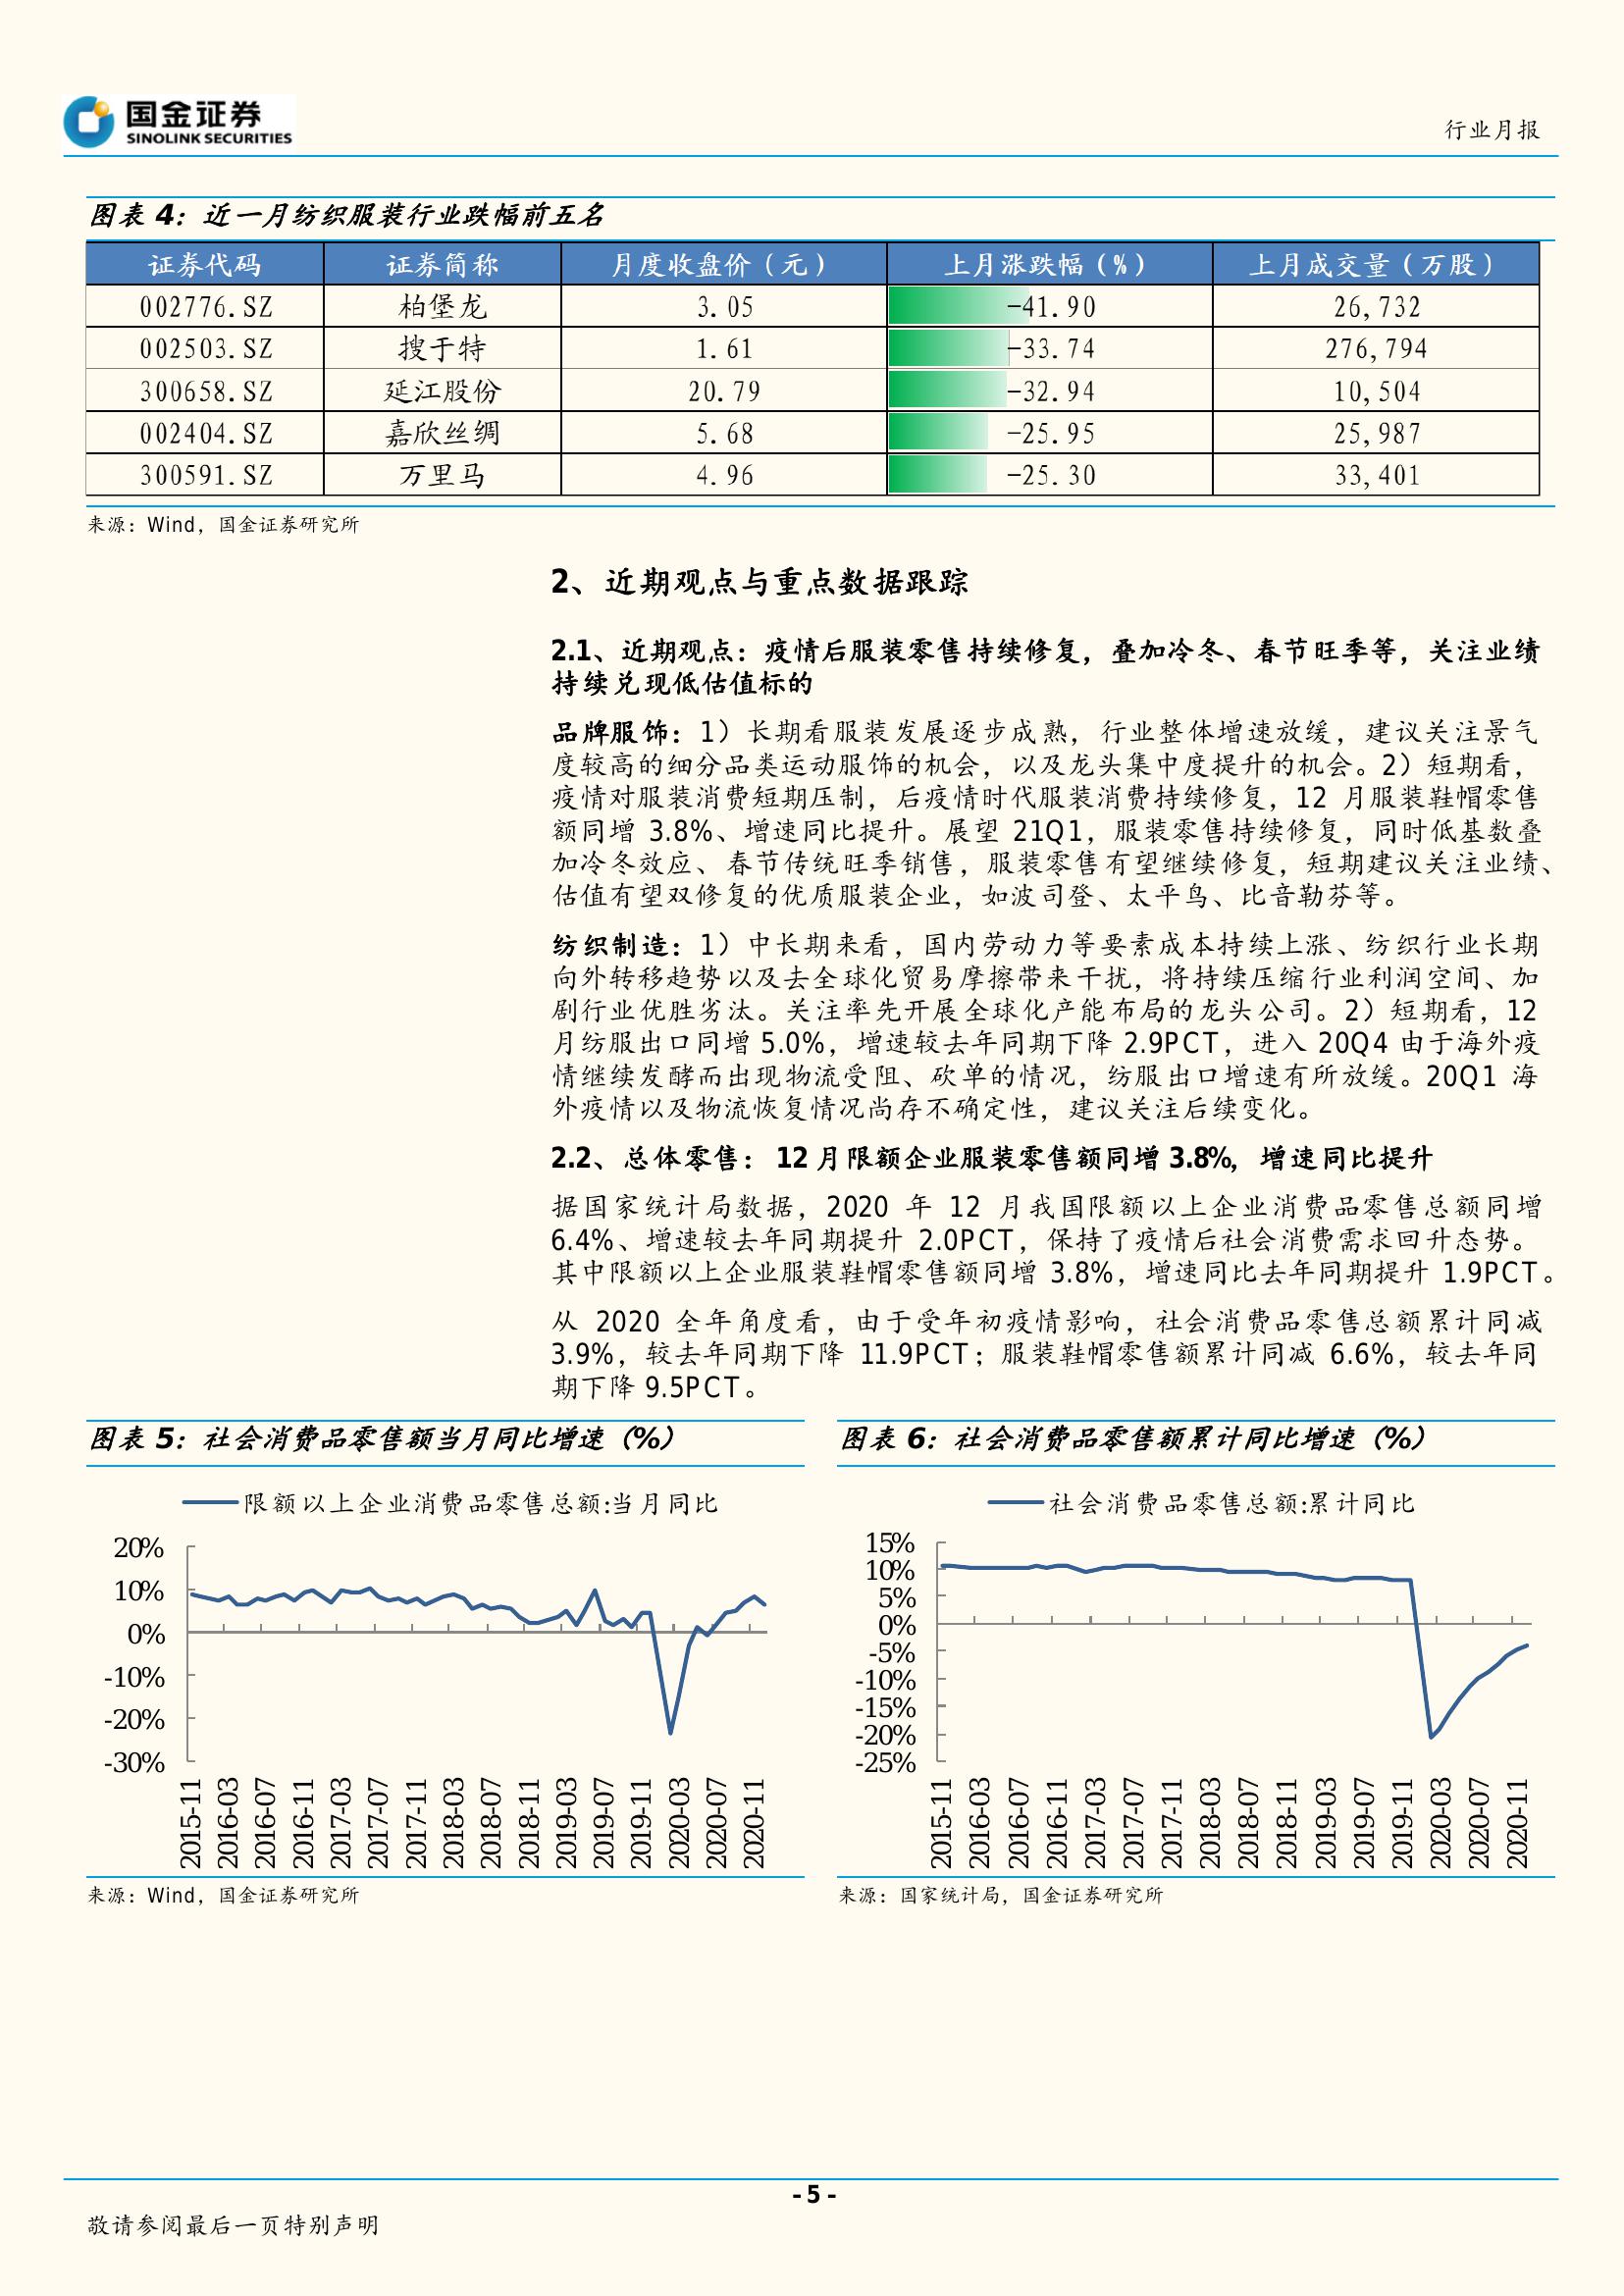 国金证券
SINOLINK SECURITIES
行业月报
图表 4：近一月纺织服装行业跌幅前五名
证券代码 证券简称 月度收盘价（元） 上月涨跌幅（%） 上月成交量（万股）
002776.SZ 柏堡龙 3.05 -41.90 26,732
002503.SZ 搜于特 1.61 -33.74 276,794
300658.SZ 延江股份 20.79 -32.94 10,504
002404.SZ 嘉欣丝绸 5.68 -25.95 25,987
300591.SZ 万里马 4.96 -25.30 33,401
来源：Wind，国金证券研究所
2、近期观点与重点数据跟踪
2.1、近期观点：疫情后服装零售持续修复，叠加冷冬、春节旺季等，关注业绩
持续兑现低估值标的
品牌服饰：1）长期看服装发展逐步成熟，行业整体增速放缓，建议关注景气
度较高的细分品类运动服饰的机会，以及龙头集中度提升的机会。2）短期看，
疫情对服装消费短期压制，后疫情时代服装消费持续修复，12 月服装鞋帽零售
额同增 3.8%、增速同比提升。展望 21Q1，服装零售持续修复，同时低基数叠
加冷冬效应、春节传统旺季销售，服装零售有望继续修复，短期建议关注业绩、
估值有望双修复的优质服装企业，如波司登、太平鸟、比音勒芬等。
纺织制造：1）中长期来看，国内劳动力等要素成本持续上涨、纺织行业长期
向外转移趋势以及去全球化贸易摩擦带来干扰，将持续压缩行业利润空间、加
剧行业优胜劣汰。关注率先开展全球化产能布局的龙头公司。2）短期看，12
月纺服出口同增 5.0%，增速较去年同期下降 2.9PCT，进入 20Q4 由于海外疫
情继续发酵而出现物流受阻、砍单的情况，纺服出口增速有所放缓。20Q1 海
外疫情以及物流恢复情况尚存不确定性，建议关注后续变化。
2.2、总体零售：12 月限额企业服装零售额同增 3.8%，增速同比提升
据国家统计局数据，2020 年 12 月我国限额以上企业消费品零售总额同增
6.4%、增速较去年同期提升 2.0PCT，保持了疫情后社会消费需求回升态势。
其中限额以上企业服装鞋帽零售额同增 3.8%，增速同比去年同期提升 1.9PCT。
从 2020 全年角度看，由于受年初疫情影响，社会消费品零售总额累计同减
3.9%，较去年同期下降 11.9PCT；服装鞋帽零售额累计同减 6.6%，较去年同
期下降 9.5PCT。
图表 5：社会消费品零售额当月同比增速（%）
限额以上企业消费品零售总额:当月同比
20%
10%
0%
-10%
-20%
-30%
2015-11 2016-03 2016-07 2016-11 2017-03 2017-07 2017-11 2018-03 2018-07 2018-11 2019-03 2019-07 2019-11 2020-03 2020-07 2020-11
来源：Wind，国金证券研究所
图表 6：社会消费品零售额累计同比增速（%）
社会消费品零售总额:累计同比
15%
10%
5%
0%
-5%
-10%
-15%
-20%
-25%
2015-11 2016-03 2016-07 2016-11 2017-03 2017-07 2017-11 2018-03 2018-07 2018-11 2019-03 2019-07 2019-11 2020-03 2020-07 2020-11
来源：国家统计局，国金证券研究所
- 5 -
敬请参阅最后一页特别声明